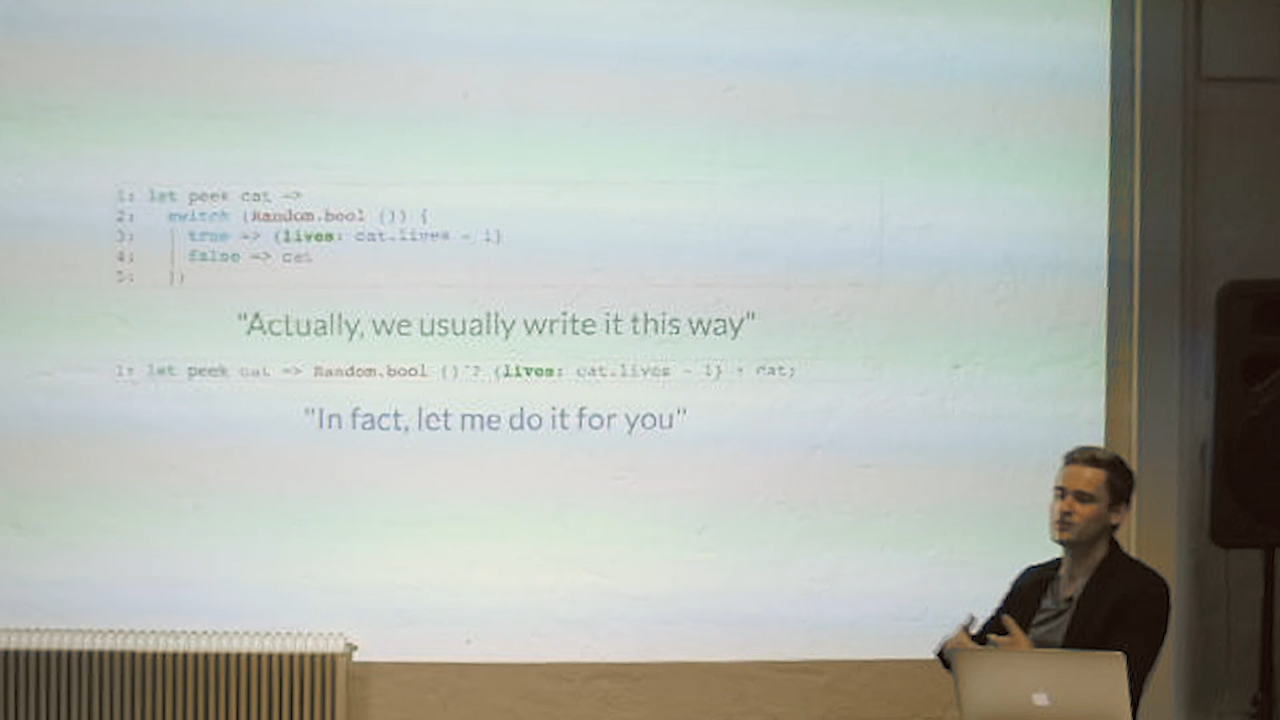 1: let peek cat =>
2: switch (Random.bool ()) {
3: | true => {lives: cat.lives - 1}
4: | false => cat
5: };
"Actually, we usually write it this way"
1: let peek cat => Random.bool () ? {lives: cat.lives - 1} : cat;
"In fact, let me do it for you"